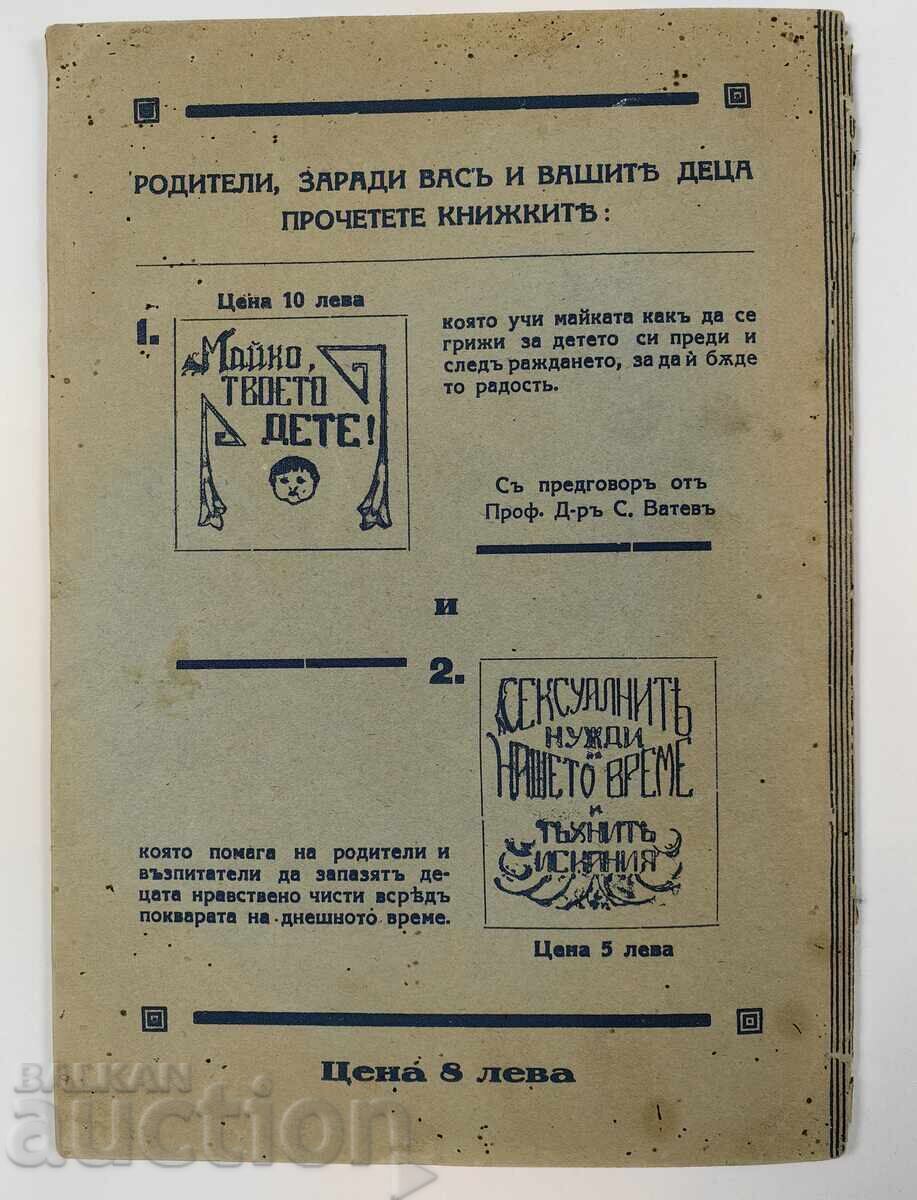 РОДИТЕЛИ, ЗАРАДИ ВАСЪ И ВАШИТѢ ДЕЦА
ПРОЧЕТЕТЕ КНИЖКИТѢ:
1.
Цена 10 лева
Майко,
ТВОЕТО
ДЕТЕ!
която учи майката какъ да се
грижи за детето си преди и
следъ раждането, за да ѝ бѫде
то радость.
Съ предговоръ отъ
Проф. Д-ръ С. Ватевъ
и
2.
СЕКСУАЛНИТѢ
НУЖДИ
НА
НАШЕТО ВРЕМЕ
И
ТѢХНИТѢ
ИСКАНИЯ
която помага на родители и
възпитатели да запазятъ де-
цата нравствено чисти всрѣдъ
покварата на днешното време.
Цена 5 лева
Цена 8 лева
BALKAN
auction